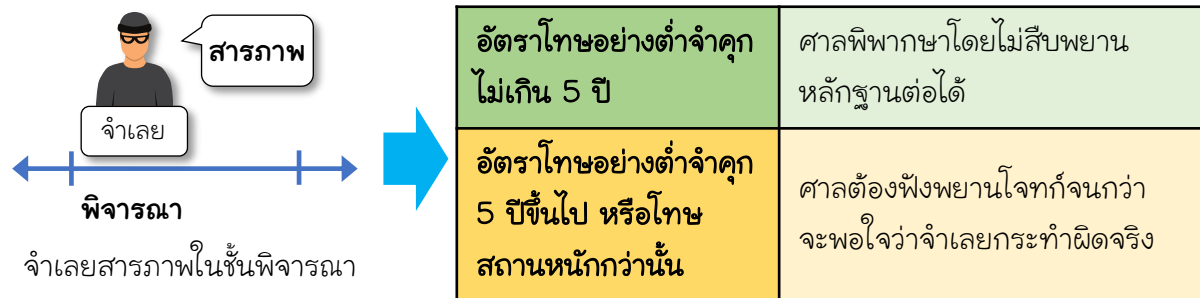 สารภาพ
จำเลย
พิจารณา
จำเลยสารภาพในชั้นพิจารณา
อัตราโทษอย่างต่ำจำคุก
ไม่เกิน 5 ปี
ศาลพิพากษาโดยไม่สืบพยาน
หลักฐานต่อได้
อัตราโทษอย่างต่ำจำคุก
5 ปีขึ้นไป หรือโทษ
สถานหนักกว่านั้น
ศาลต้องฟังพยานโจทก์จนกว่า
จะพอใจว่าจำเลยกระทำผิดจริง